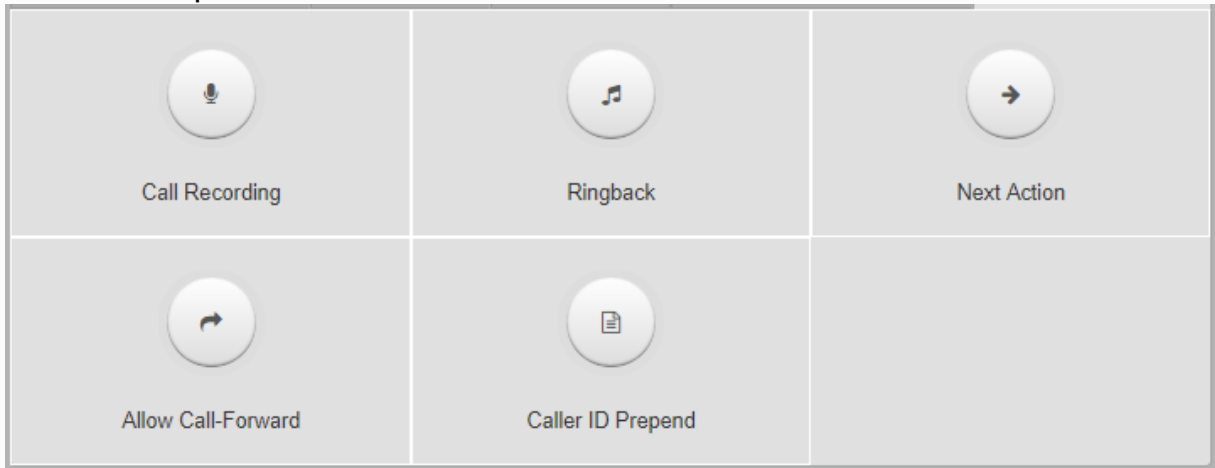 Call Recording
Ringback
Next Action
Allow Call-Forward
Caller ID Prepend